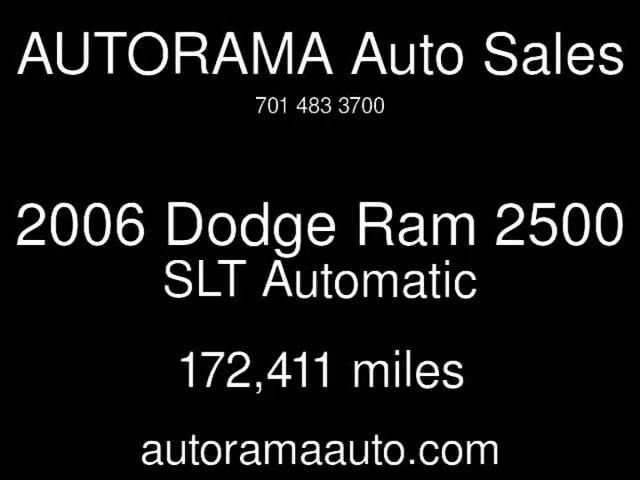 AUTORAMA Auto Sales
701 483 3700
2006 Dodge Ram 2500
SLT Automatic
172,411 miles
autoramaauto.com